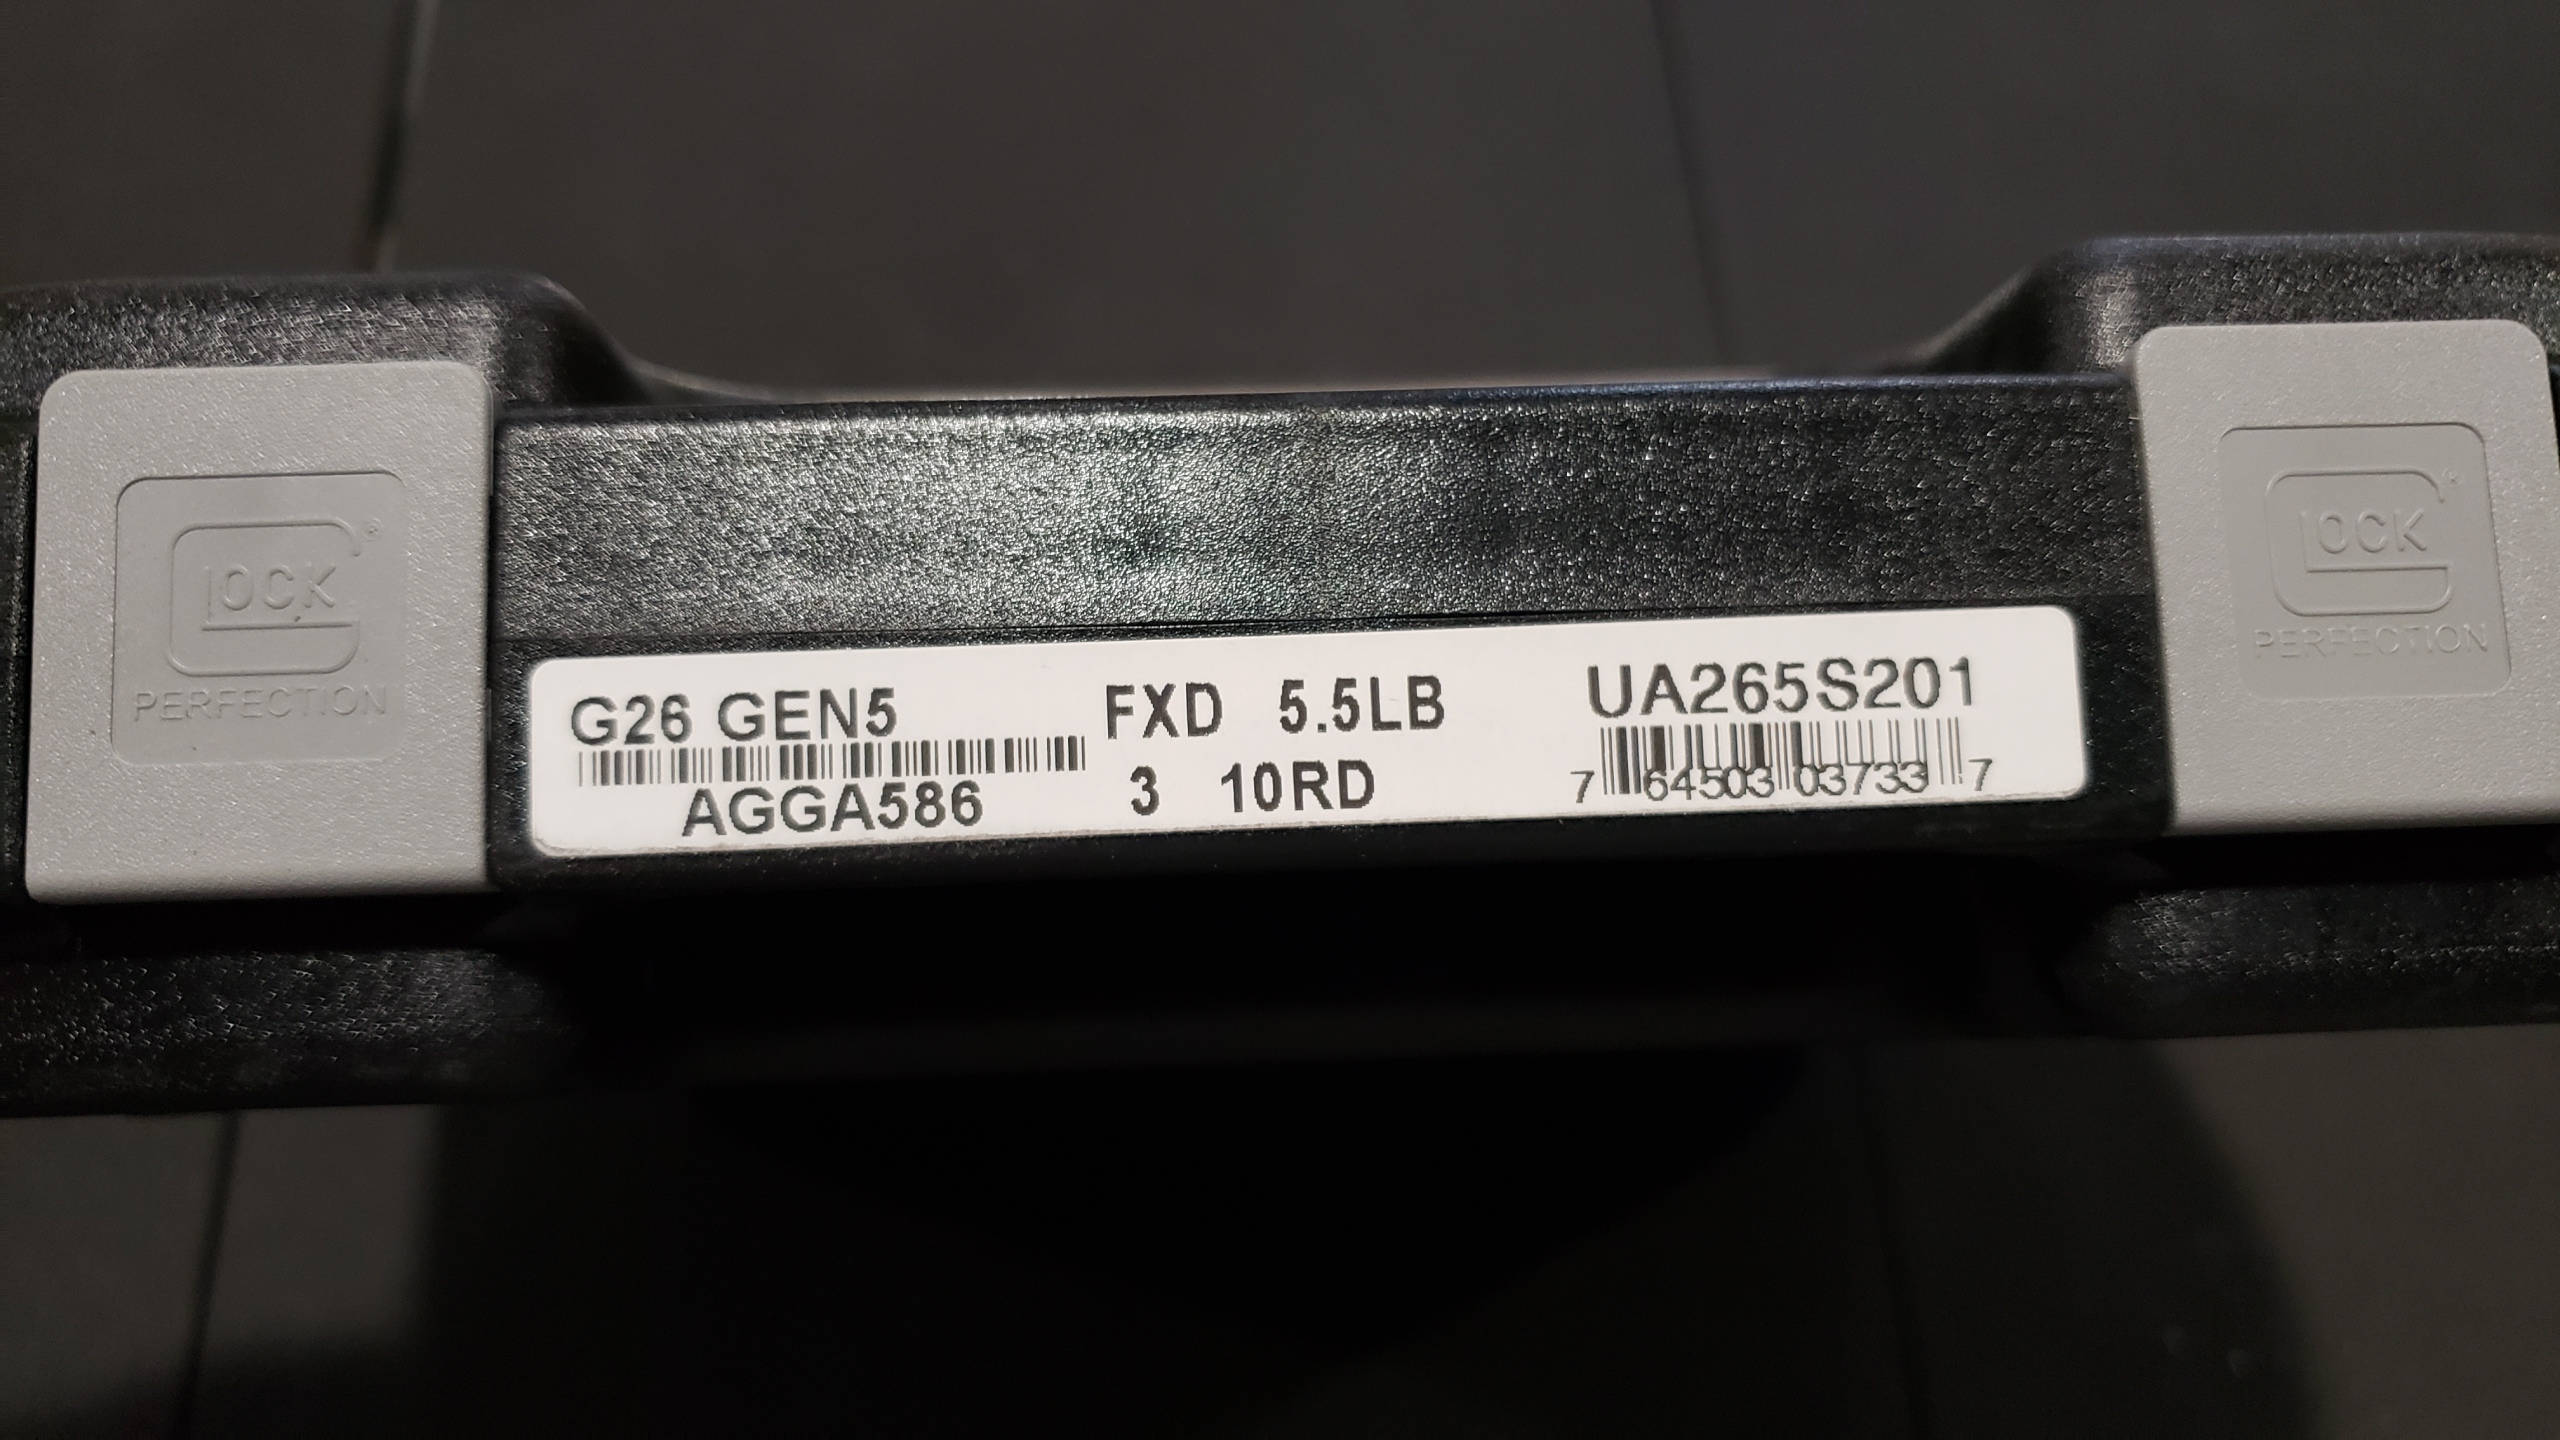 GLOCK
PERFECTION
G26 GEN5
AGGA586
FXD 5.5LB
3 10RD
UA265S201
7 64503 03733 7
GLOCK
PERFECTION